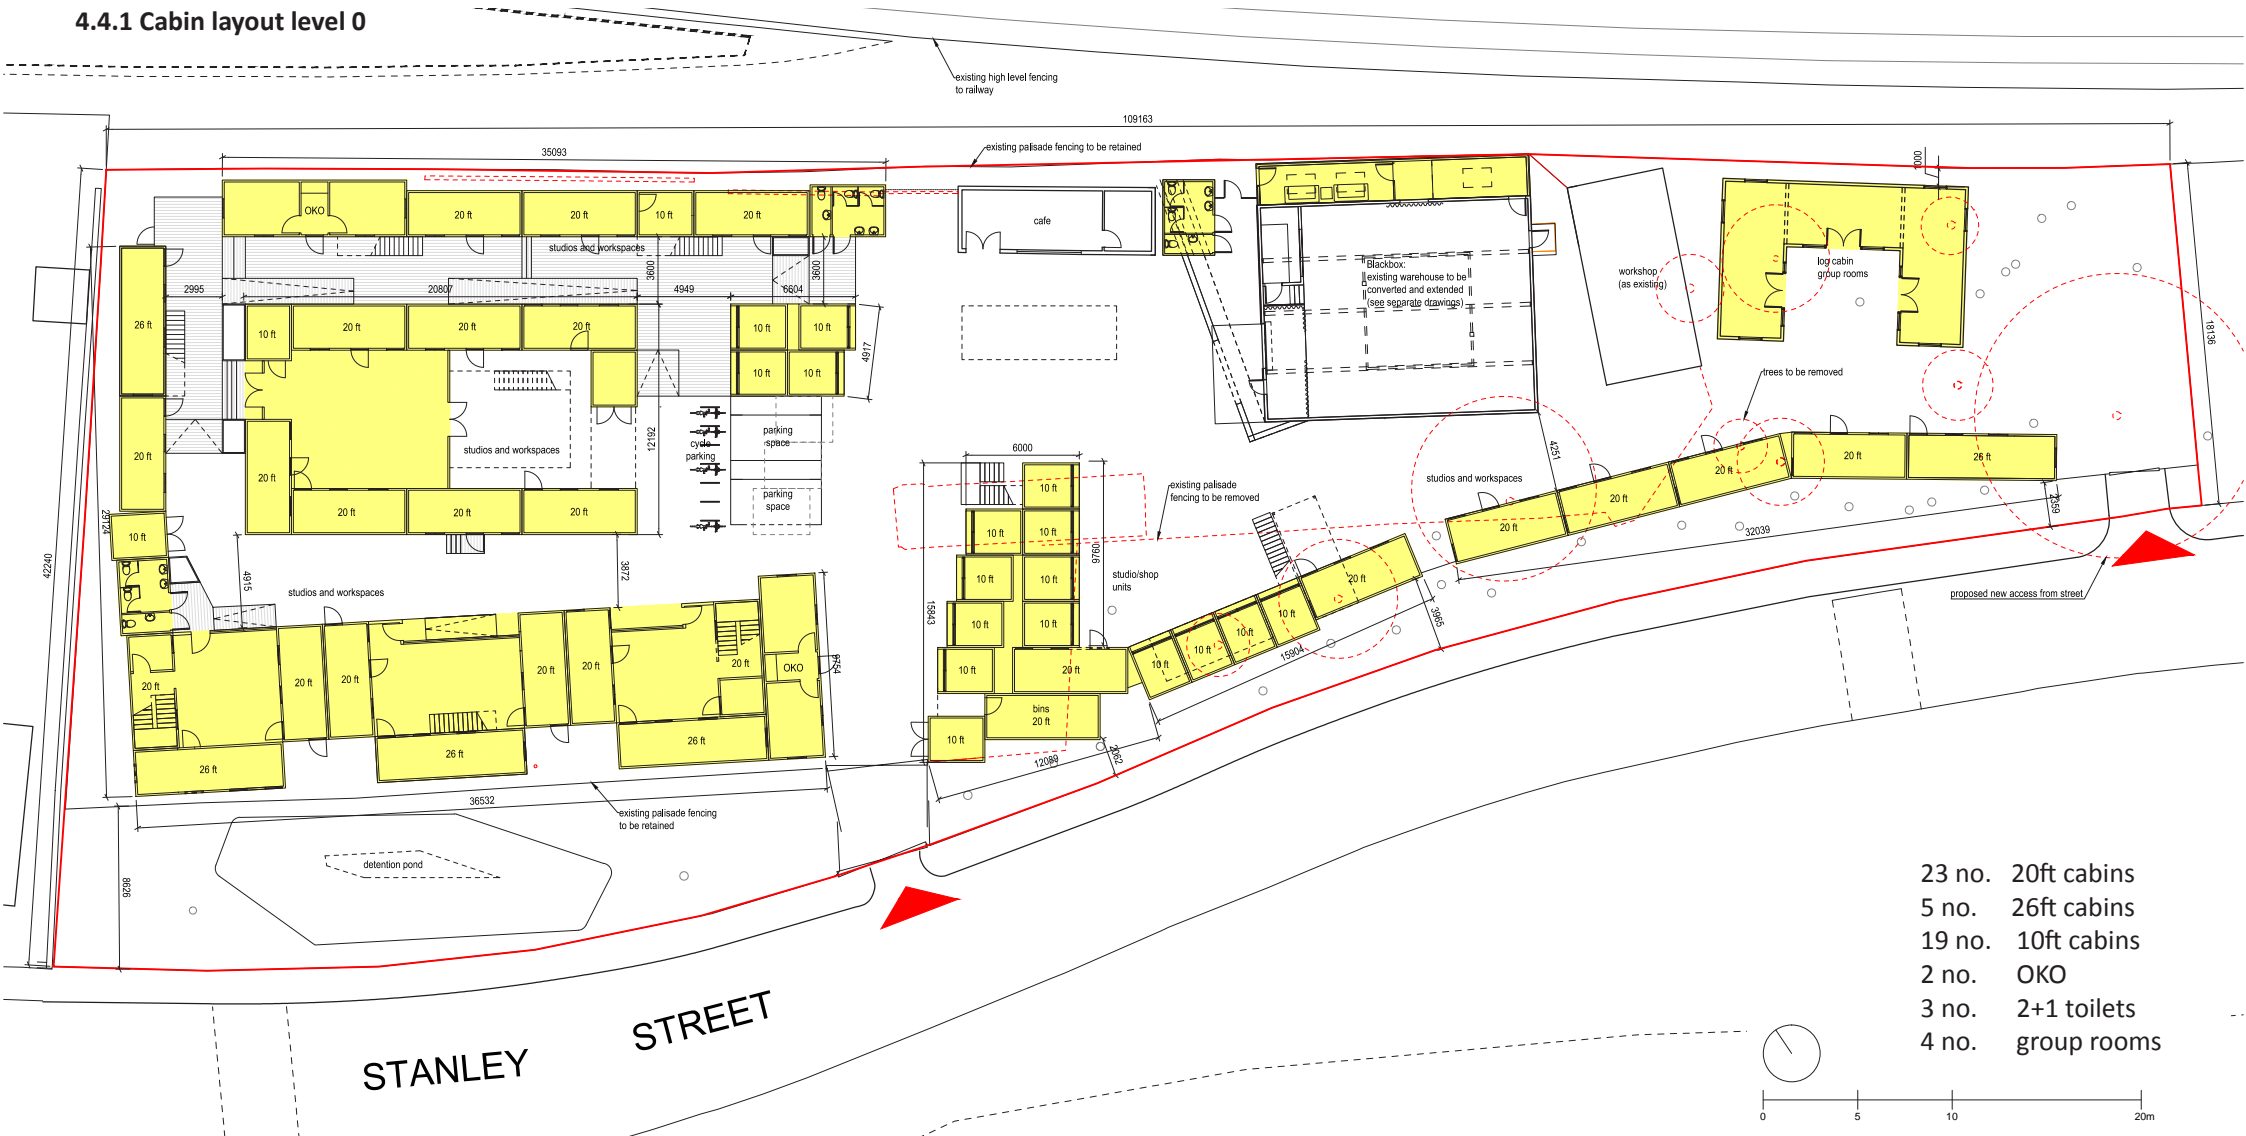 4.4.1 Cabin layout level 0
existing high level fencing
to railway
109163
35093
existing palisade fencing to be retained
1000
OKO
20 ft
20 ft
10 ft
20 ft
cafe
studios and workspaces
3600
3600
Blackbox:
existing warehouse to be
converted and extended
(see separate drawings)
workshop
(as existing)
log cabin
group rooms
2995
20807
4949
6604
26 ft
10 ft
20 ft
20 ft
20 ft
10 ft
10 ft
4917
18136
10 ft
10 ft
trees to be removed
parking
space
cycle
parking
12192
studios and workspaces
6000
4251
20 ft
20 ft
20 ft
26 ft
20 ft
studios and workspaces
20 ft
10 ft
existing palisade
fencing to be removed
parking
space
20 ft
20 ft
20 ft
20 ft
20 ft
2359
29124
10 ft
10 ft
10 ft
32039
42240
4915
3872
9760
10 ft
10 ft
studio/shop
units
20 ft
proposed new access from street
studios and workspaces
15843
10 ft
10 ft
10 ft
10 ft
10 ft
10 ft
3965
15904
9754
OKO
20 ft
20 ft
20 ft
20 ft
20 ft
20 ft
10 ft
20 ft
bins
20 ft
10 ft
26 ft
26 ft
26 ft
12089
2062
36532
existing palisade fencing
to be retained
detention pond
8626
STANLEY STREET
23 no. 20ft cabins
5 no. 26ft cabins
19 no. 10ft cabins
2 no. OKO
3 no. 2+1 toilets
4 no. group rooms
0 5 10 20m